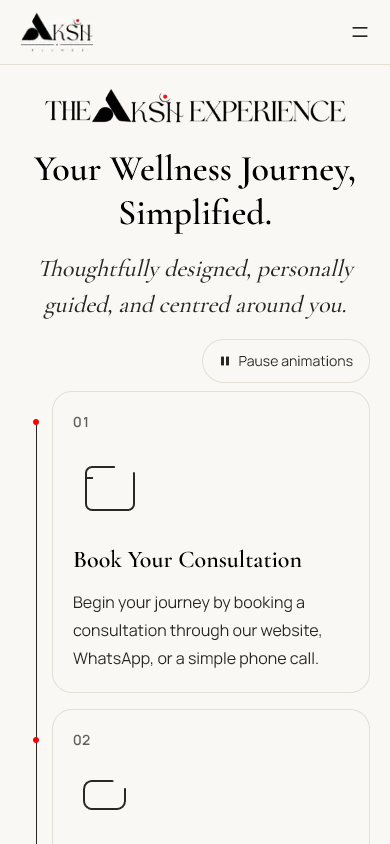 AKSH
THE AKSH EXPERIENCE
Your Wellness Journey,
Simplified.
Thoughtfully designed, personally
guided, and centred around you.
Pause animations
01
Book Your Consultation
Begin your journey by booking a
consultation through our website,
WhatsApp, or a simple phone call.
02